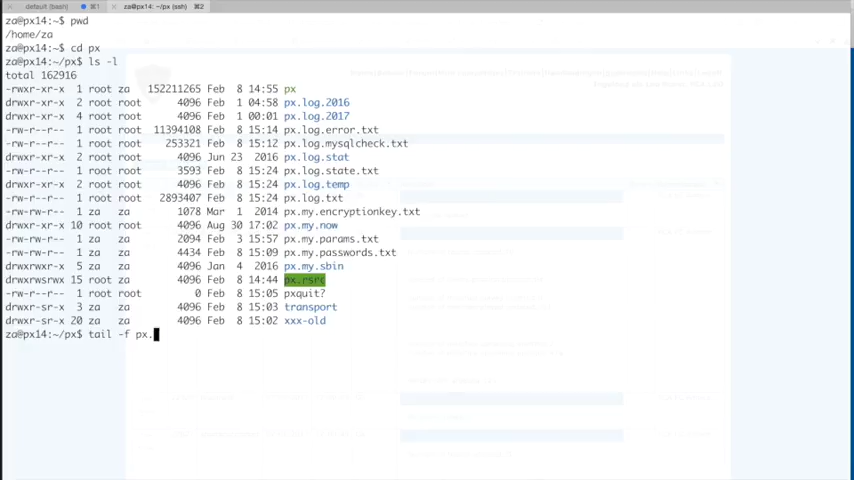 default (bash) ⌘1 za@px14: ~/px (ssh) ⌘2
za@px14:~$ pwd
/home/za
za@px14:~$ cd px
za@px14:~/px$ ls -l
total 162916
-rwxr-xr-x 1 root za 152211265 Feb 8 14:55 px
drwxr-xr-x 2 root root 4096 Feb 1 04:58 px.log.2016
drwxr-xr-x 4 root root 4096 Feb 1 00:01 px.log.2017
-rw-r--r-- 1 root root 11394108 Feb 8 15:14 px.log.error.txt
-rw-r--r-- 1 root root 253321 Feb 8 15:12 px.log.mysqlcheck.txt
drwxr-xr-x 2 root root 4096 Jun 23 2016 px.log.stat
-rw-r--r-- 1 root root 3593 Feb 8 15:24 px.log.state.txt
drwxr-xr-x 2 root root 4096 Feb 8 15:24 px.log.temp
-rw-r--r-- 1 root root 2893407 Feb 8 15:24 px.log.txt
-rw-rw-r-- 1 za za 1078 Mar 1 2014 px.my.encryptionkey.txt
drwxr-xr-x 10 root root 4096 Aug 30 17:02 px.my.now
-rw-rw-r-- 1 za za 2094 Feb 3 15:57 px.my.params.txt
-rw-rw-r-- 1 za za 4434 Feb 8 15:09 px.my.passwords.txt
drwxrwxr-x 5 za za 4096 Jan 4 2016 px.my.sbin
drwxrwsrwx 15 root za 4096 Feb 8 14:44 px.rsrc
-rw-r--r-- 1 root root 0 Feb 8 15:05 pxquit?
drwxr-sr-x 3 za za 4096 Feb 8 15:03 transport
drwxr-sr-x 20 za za 4096 Feb 8 15:02 xxx-old
za@px14:~/px$ tail -f px.